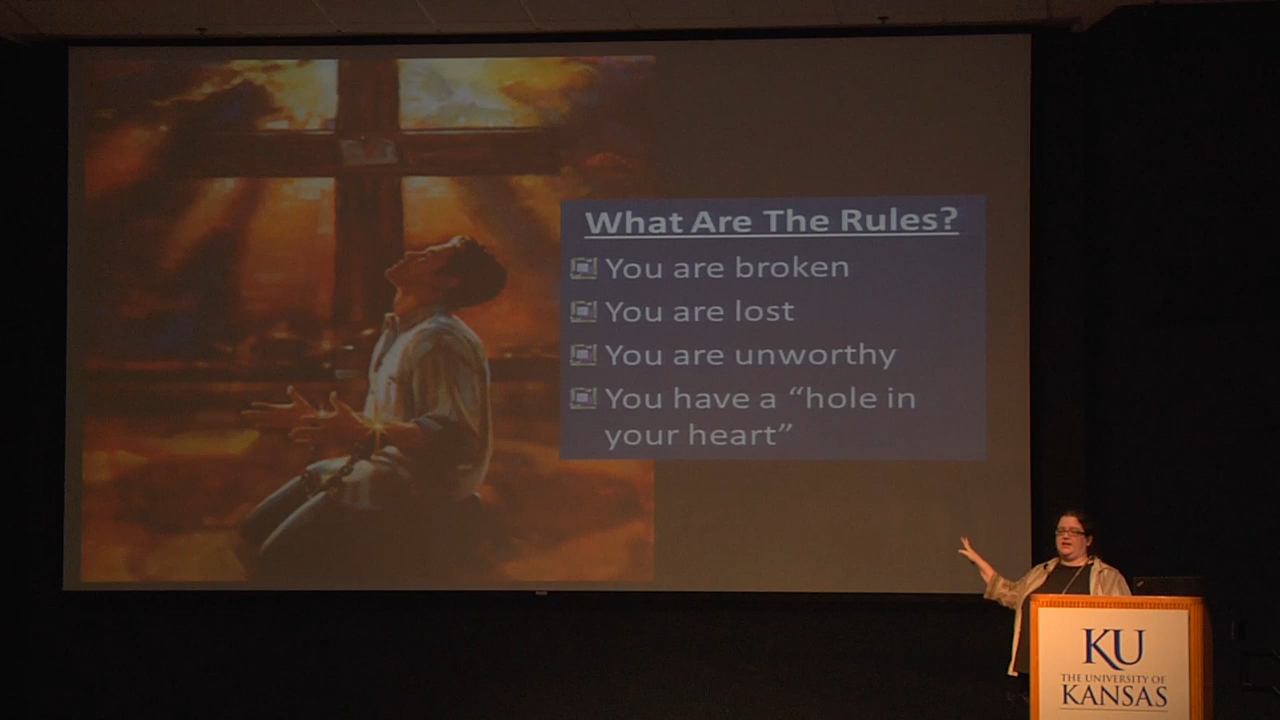 What Are The Rules?
You are broken
You are lost
You are unworthy
You have a “hole in
your heart”
KU
THE UNIVERSITY OF
KANSAS